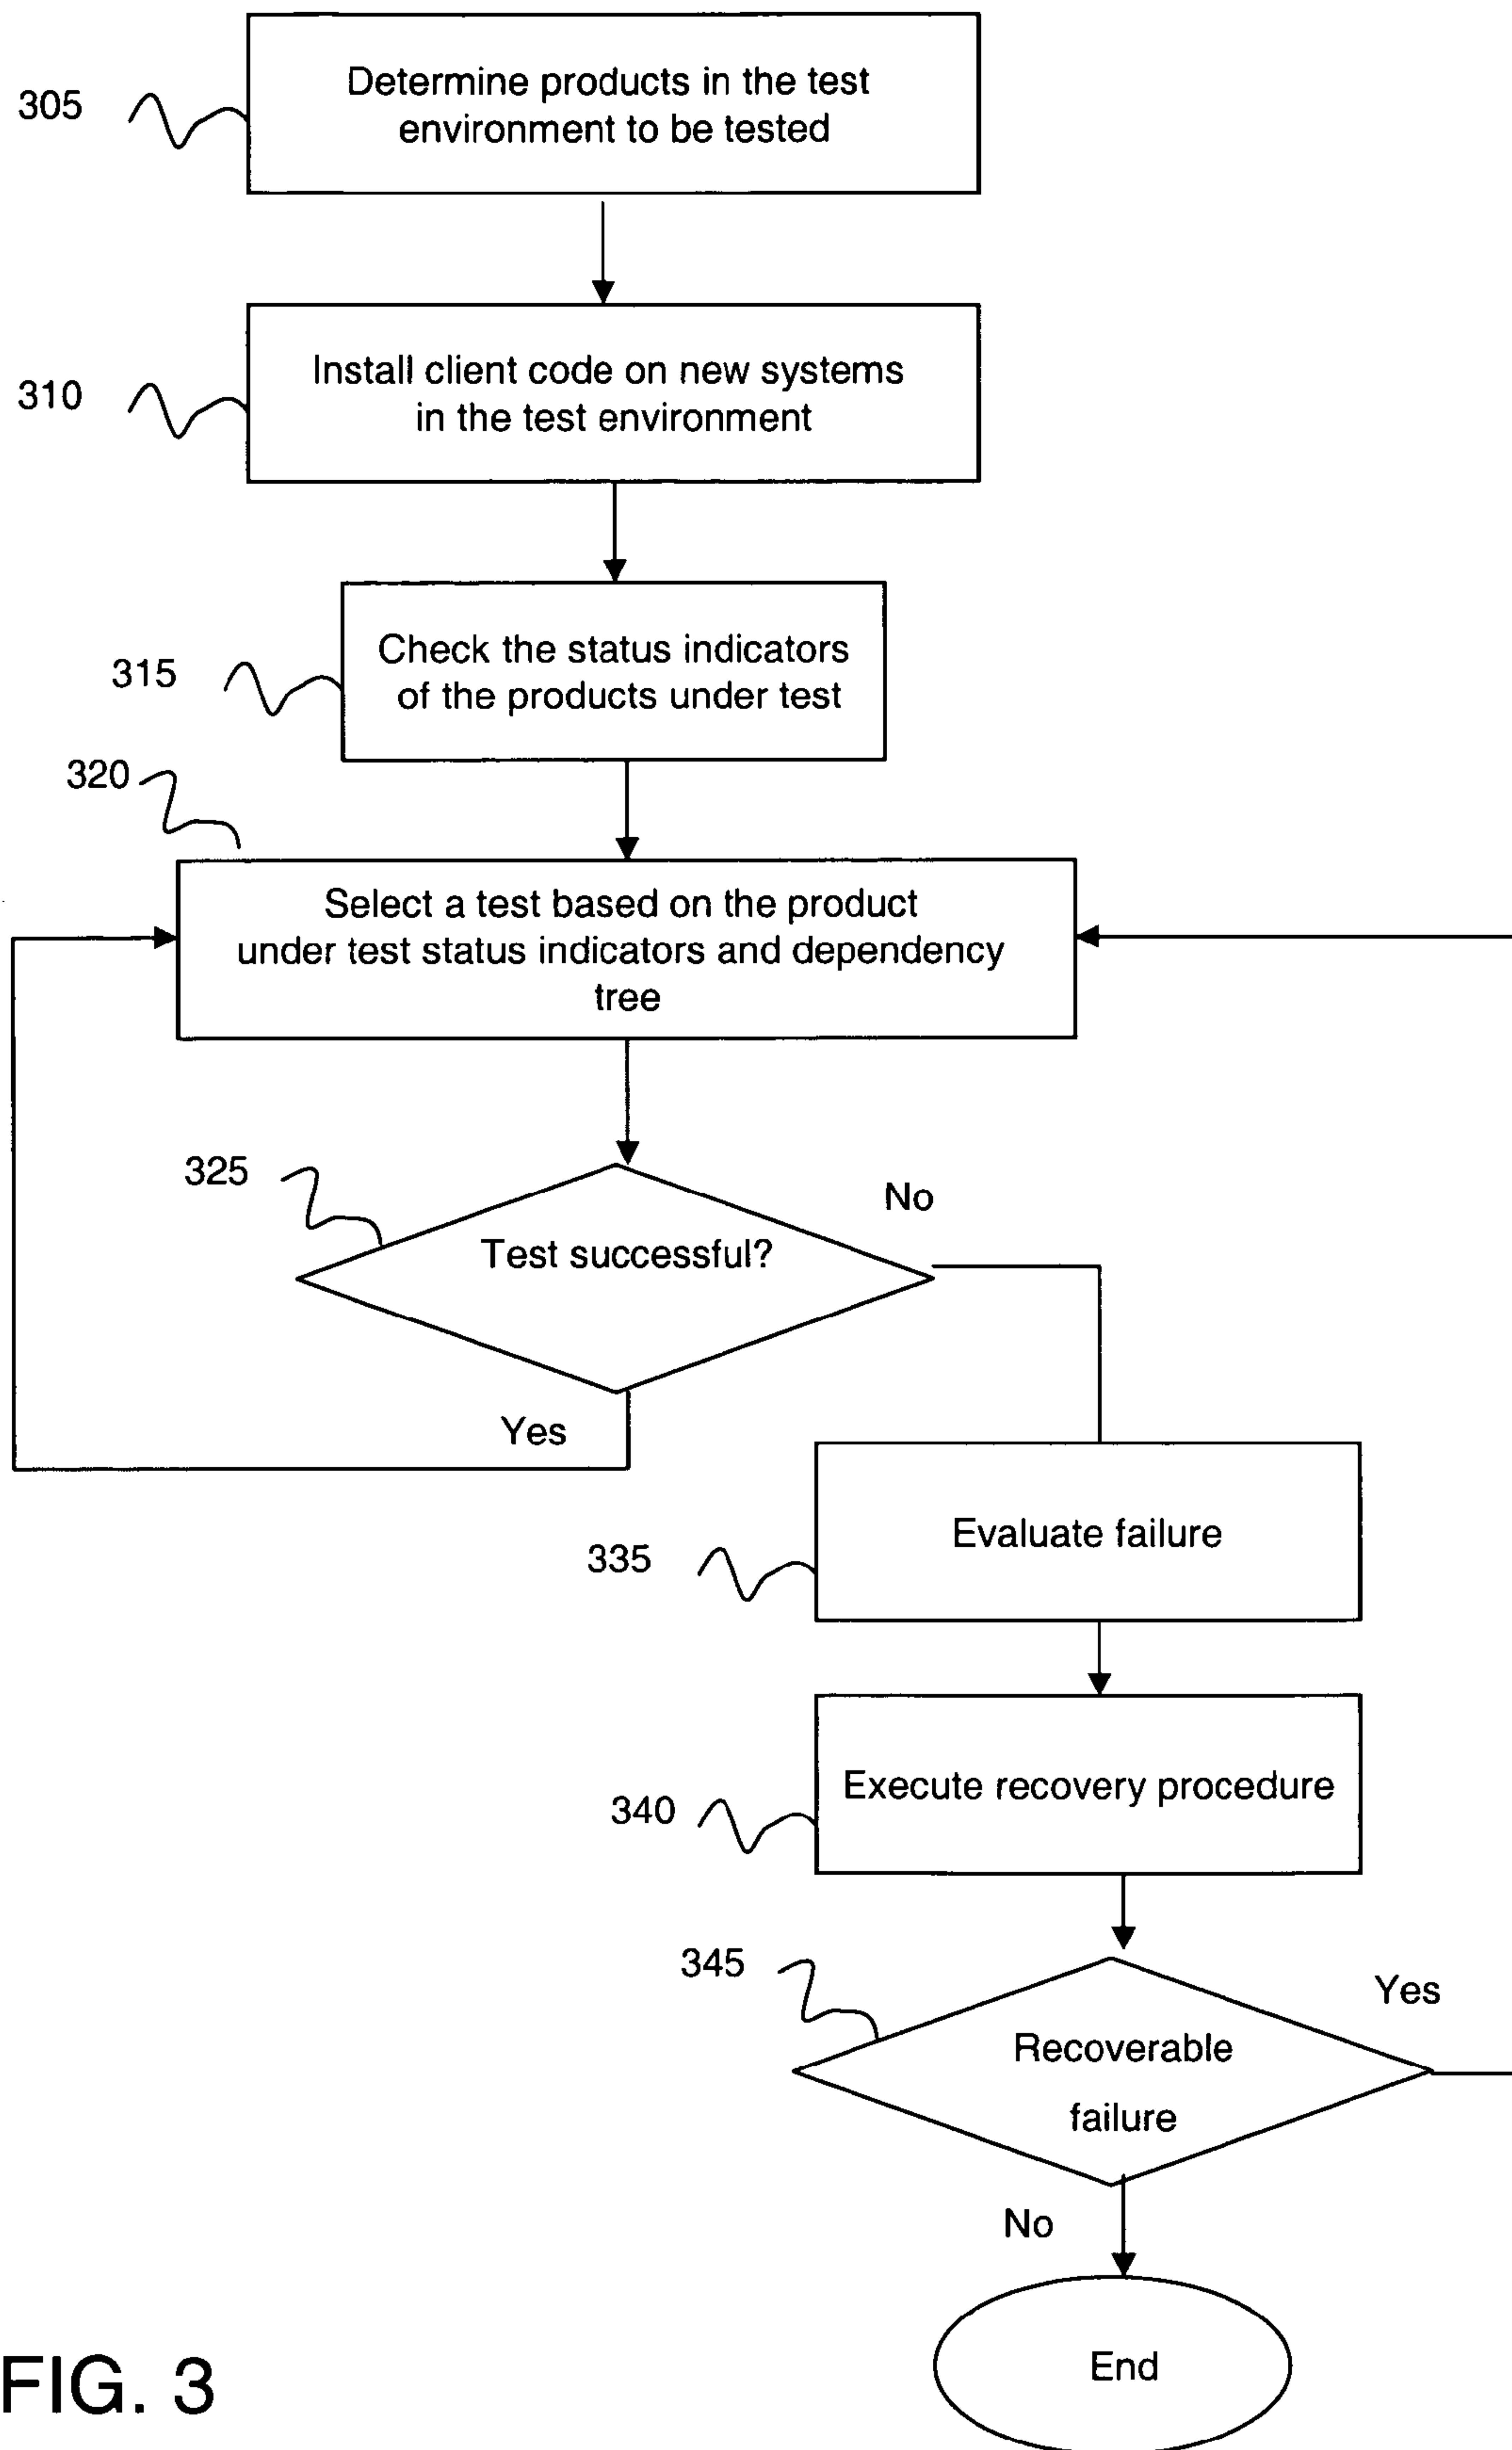 305
Determine products in the test
environment to be tested
310
Install client code on new systems
in the test environment
315
Check the status indicators
of the products under test
320
Select a test based on the product
under test status indicators and dependency
tree
325
Test successful?
No
Yes
335
Evaluate failure
340
Execute recovery procedure
345
Recoverable
failure
Yes
No
End
FIG. 3